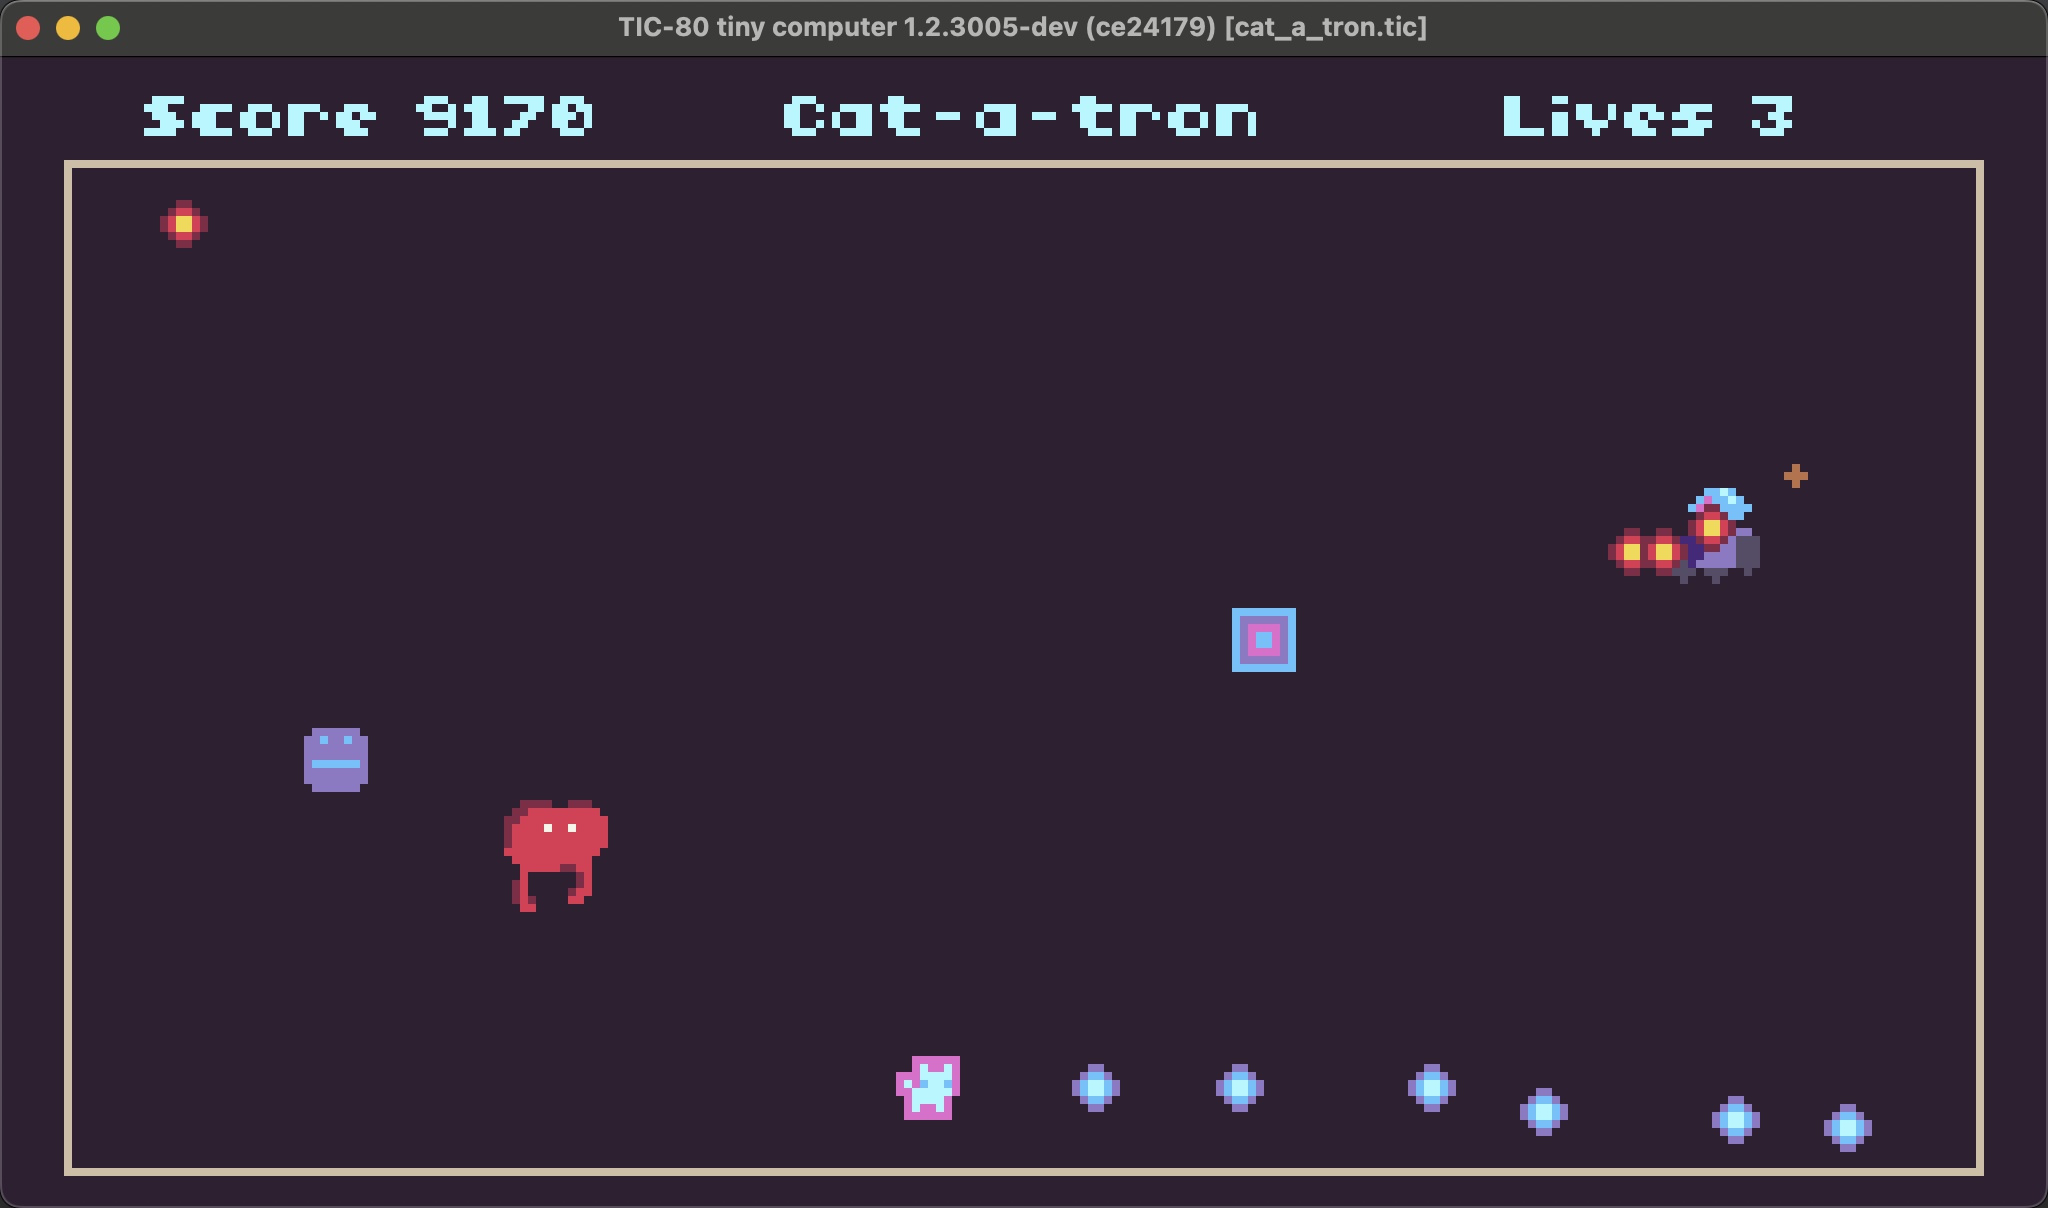 TIC-80 tiny computer 1.2.3005-dev (ce24179) [cat_a_tron.tic]
Score 9170 Cat-a-tron Lives 3